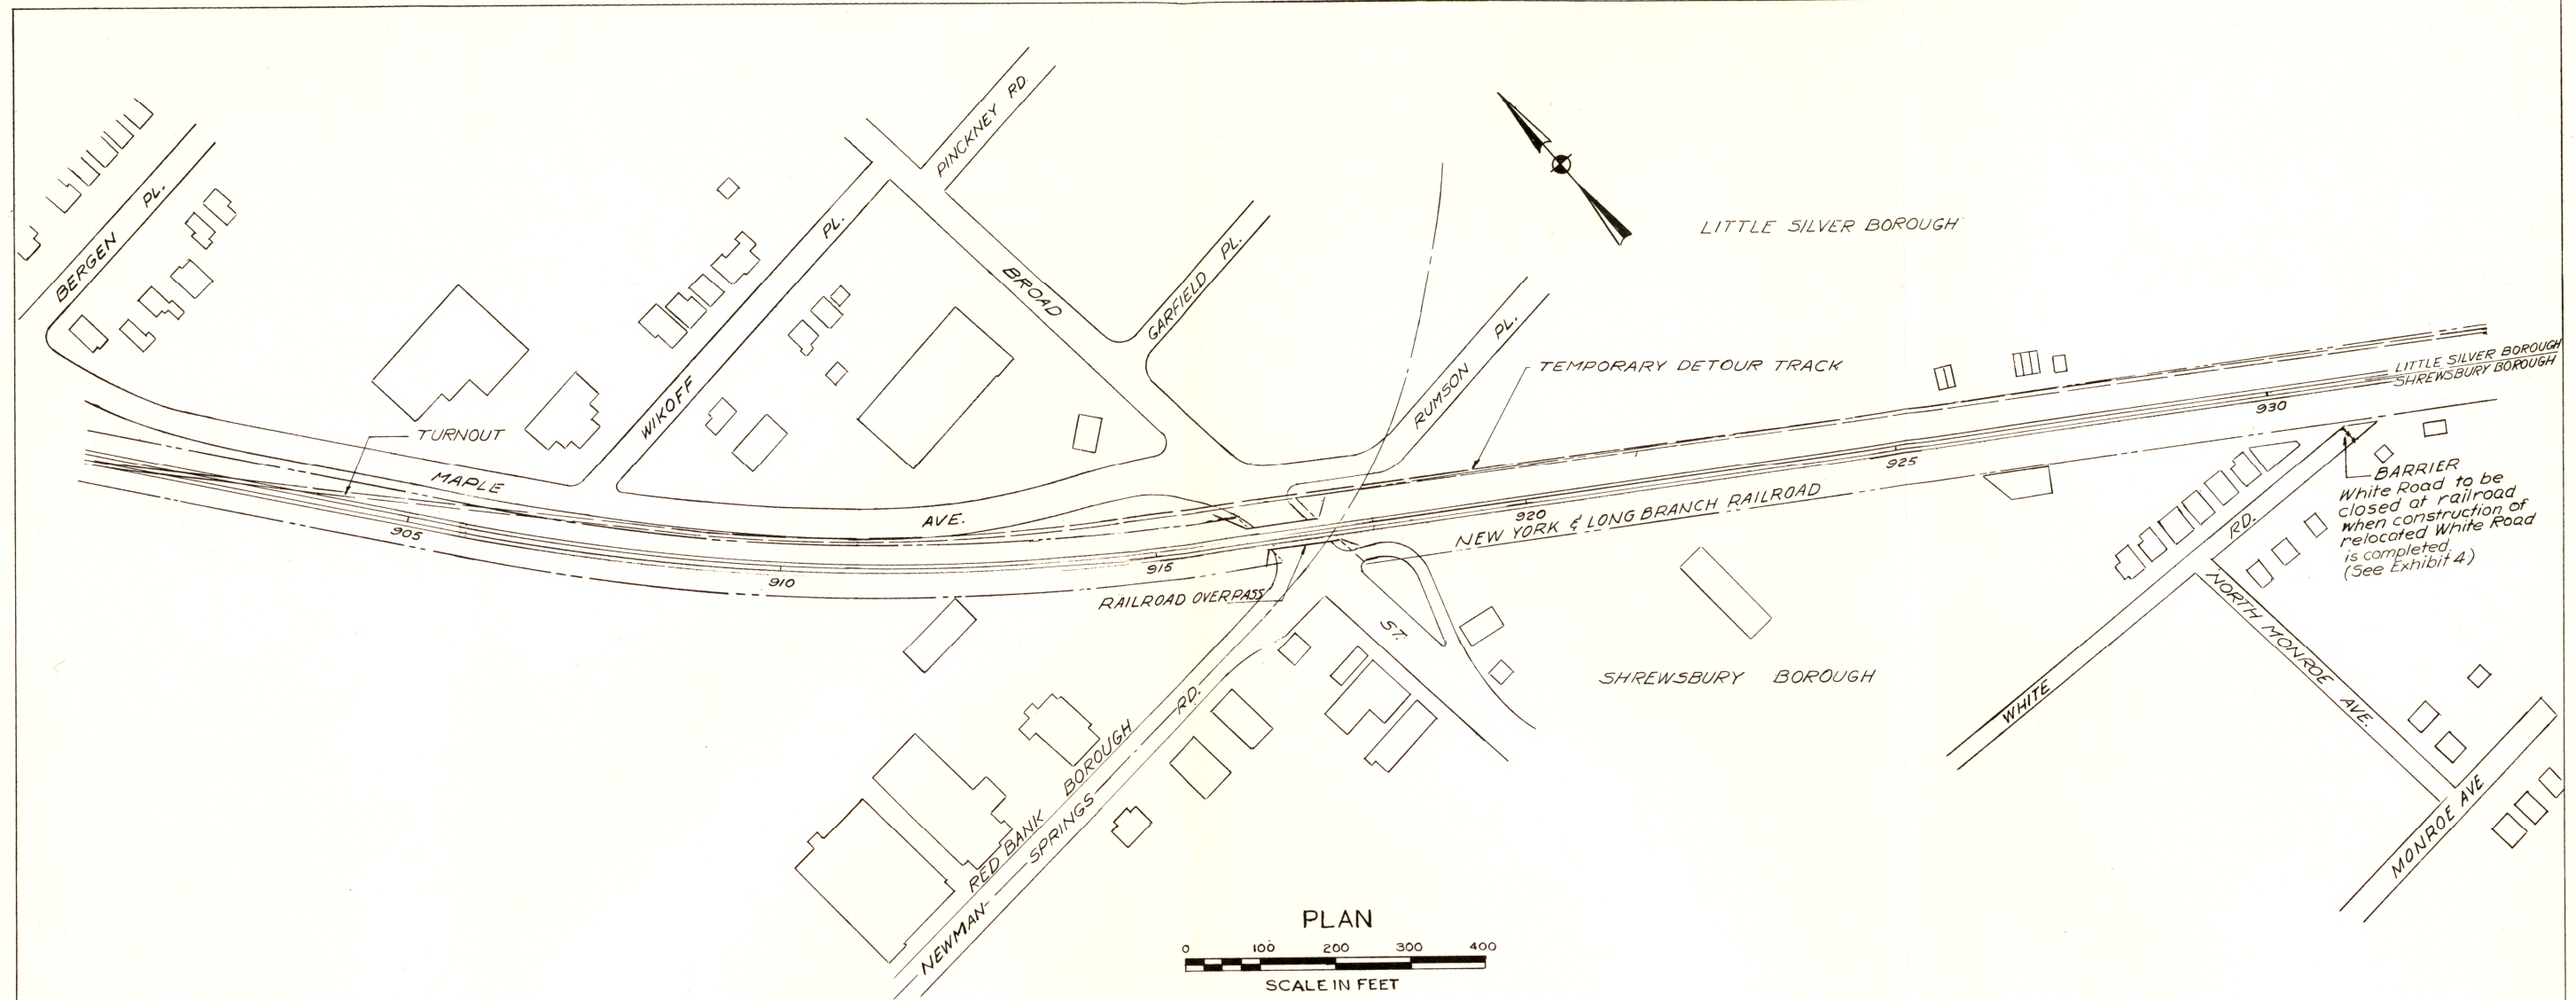 PINCKNEY RD.
BERGEN PL.
WIKOFF PL.
BROAD
GARFIELD PL.
RUMSON PL.
LITTLE SILVER BOROUGH
TEMPORARY DETOUR TRACK
TURNOUT
MAPLE
AVE.
905
910
915
920
925
930
LITTLE SILVER BOROUGH
SHREWSBURY BOROUGH
NEW YORK & LONG BRANCH RAILROAD
RAILROAD OVERPASS
BARRIER
White Road to be
closed at railroad
when construction of
relocated White Road
is completed.
(See Exhibit 4)
ST.
SHREWSBURY BOROUGH
WHITE RD.
NORTH MONROE AVE.
MONROE AVE
RED BANK BOROUGH
NEWMAN- SPRINGS RD.
PLAN
0 100 200 300 400
SCALE IN FEET